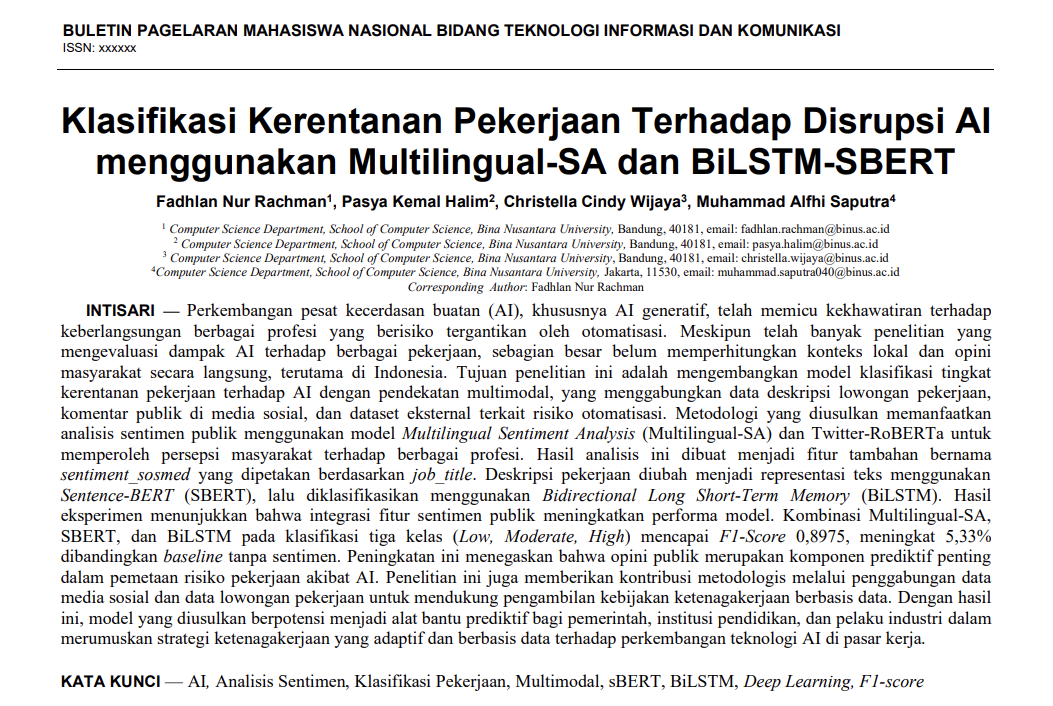 BULETIN PAGELARAN MAHASISWA NASIONAL BIDANG TEKNOLOGI INFORMASI DAN KOMUNIKASI
ISSN: xxxxxx
Klasifikasi Kerentanan Pekerjaan Terhadap Disrupsi AI
menggunakan Multilingual-SA dan BiLSTM-SBERT
Fadhlan Nur Rachman¹, Pasya Kemal Halim², Christella Cindy Wijaya³, Muhammad Alfhi Saputra⁴
¹ Computer Science Department, School of Computer Science, Bina Nusantara University, Bandung, 40181, email: fadhlan.rachman@binus.ac.id
² Computer Science Department, School of Computer Science, Bina Nusantara University, Bandung, 40181, email: pasya.halim@binus.ac.id
³ Computer Science Department, School of Computer Science, Bina Nusantara University, Bandung, 40181, email: christella.wijaya@binus.ac.id
⁴Computer Science Department, School of Computer Science, Bina Nusantara University, Jakarta, 11530, email: muhammad.saputra040@binus.ac.id
Corresponding Author: Fadhlan Nur Rachman
INTISARI — Perkembangan pesat kecerdasan buatan (AI), khususnya AI generatif, telah memicu kekhawatiran terhadap
keberlangsungan berbagai profesi yang berisiko tergantikan oleh otomatisasi. Meskipun telah banyak penelitian yang
mengevaluasi dampak AI terhadap berbagai pekerjaan, sebagian besar belum memperhitungkan konteks lokal dan opini
masyarakat secara langsung, terutama di Indonesia. Tujuan penelitian ini adalah mengembangkan model klasifikasi tingkat
kerentanan pekerjaan terhadap AI dengan pendekatan multimodal, yang menggabungkan data deskripsi lowongan pekerjaan,
komentar publik di media sosial, dan dataset eksternal terkait risiko otomatisasi. Metodologi yang diusulkan memanfaatkan
analisis sentimen publik menggunakan model Multilingual Sentiment Analysis (Multilingual-SA) dan Twitter-RoBERTa untuk
memperoleh persepsi masyarakat terhadap berbagai profesi. Hasil analisis ini dibuat menjadi fitur tambahan bernama
sentiment_sosmed yang dipetakan berdasarkan job_title. Deskripsi pekerjaan diubah menjadi representasi teks menggunakan
Sentence-BERT (SBERT), lalu diklasifikasikan menggunakan Bidirectional Long Short-Term Memory (BiLSTM). Hasil
eksperimen menunjukkan bahwa integrasi fitur sentimen publik meningkatkan performa model. Kombinasi Multilingual-SA,
SBERT, dan BiLSTM pada klasifikasi tiga kelas (Low, Moderate, High) mencapai F1-Score 0,8975, meningkat 5,33%
dibandingkan baseline tanpa sentimen. Peningkatan ini menegaskan bahwa opini publik merupakan komponen prediktif penting
dalam pemetaan risiko pekerjaan akibat AI. Penelitian ini juga memberikan kontribusi metodologis melalui penggabungan data
media sosial dan data lowongan pekerjaan untuk mendukung pengambilan kebijakan ketenagakerjaan berbasis data. Dengan hasil
ini, model yang diusulkan berpotensi menjadi alat bantu prediktif bagi pemerintah, institusi pendidikan, dan pelaku industri dalam
merumuskan strategi ketenagakerjaan yang adaptif dan berbasis data terhadap perkembangan teknologi AI di pasar kerja.
KATA KUNCI — AI, Analisis Sentimen, Klasifikasi Pekerjaan, Multimodal, sBERT, BiLSTM, Deep Learning, F1-score